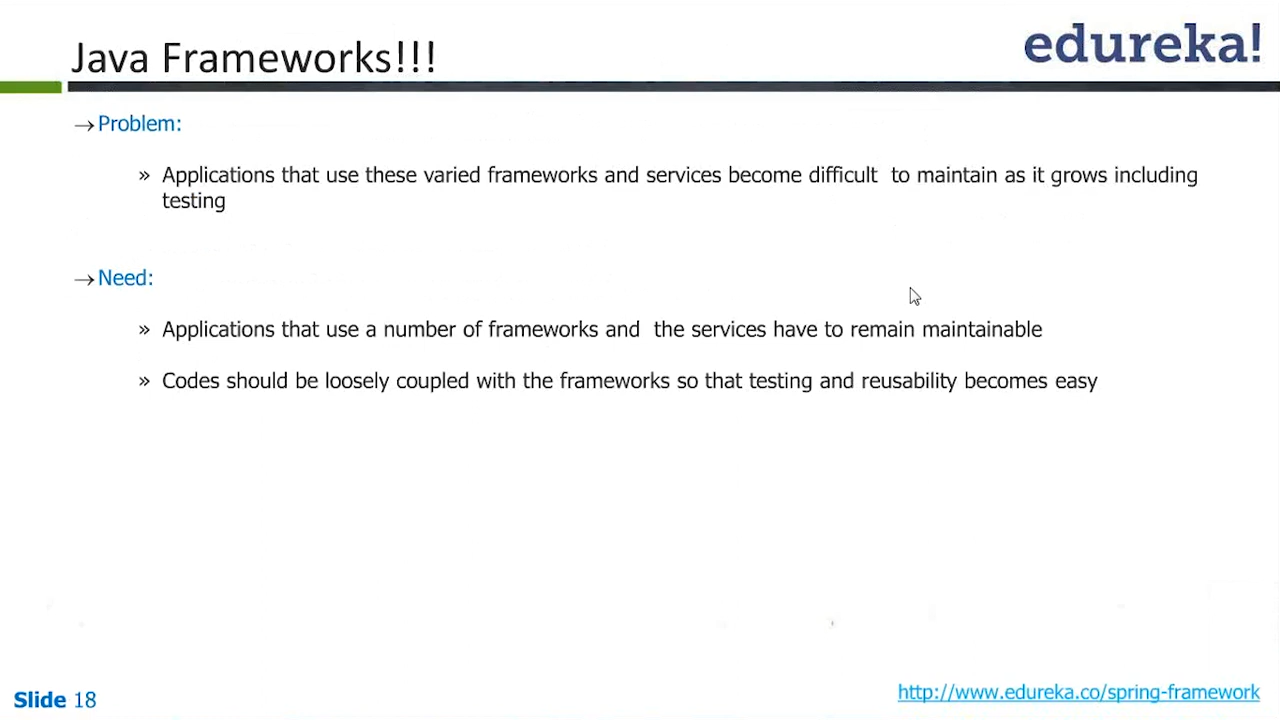 Java Frameworks!!!
edureka!
→Problem:
» Applications that use these varied frameworks and services become difficult to maintain as it grows including
testing
→Need:
» Applications that use a number of frameworks and the services have to remain maintainable
» Codes should be loosely coupled with the frameworks so that testing and reusability becomes easy
Slide 18
http://www.edureka.co/spring-framework